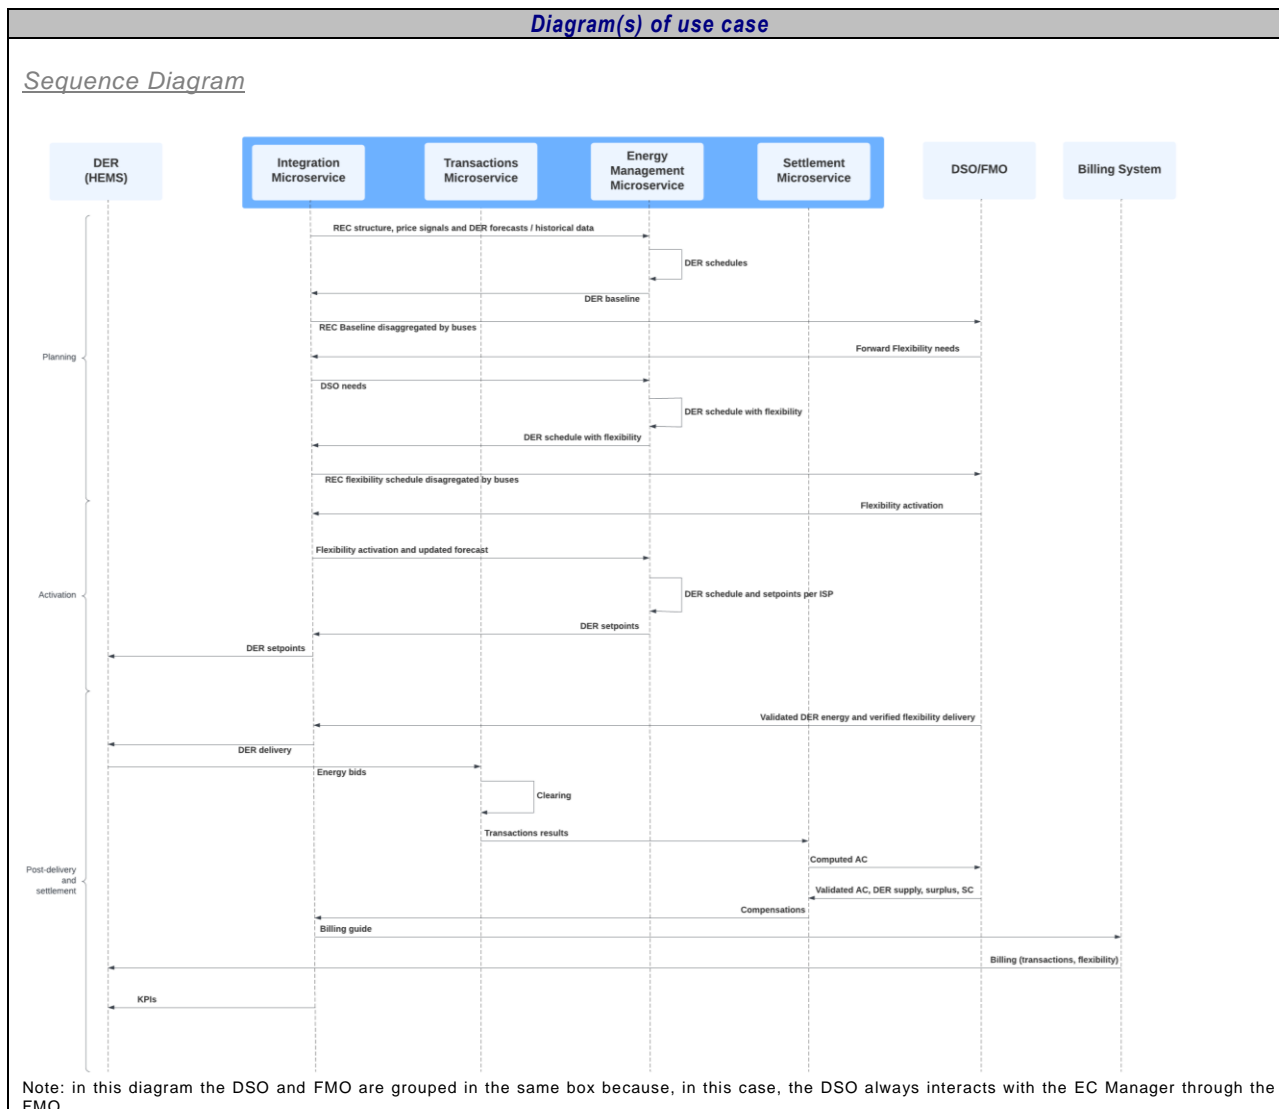 Diagram(s) of use case
Sequence Diagram
DER
(HEMS)
Integration
Microservice
Transactions
Microservice
Energy
Management
Microservice
Settlement
Microservice
DSO/FMO
Billing System
REC structure, price signals and DER forecasts / historical data
DER schedules
DER baseline
REC Baseline disaggregated by buses
Planning
Forward Flexibility needs
DSO needs
DER schedule with flexibility
DER schedule with flexibility
REC flexibility schedule disagregated by buses
Flexibility activation
Flexibility activation and updated forecast
Activation
DER schedule and setpoints per ISP
DER setpoints
DER setpoints
Validated DER energy and verified flexibility delivery
DER delivery
Energy bids
Clearing
Transactions results
Computed AC
Post-delivery
and
settlement
Validated AC, DER supply, surplus, SC
Compensations
Billing guide
Billing (transactions, flexibility)
KPIs
Note: in this diagram the DSO and FMO are grouped in the same box because, in this case, the DSO always interacts with the EC Manager through the
FMO